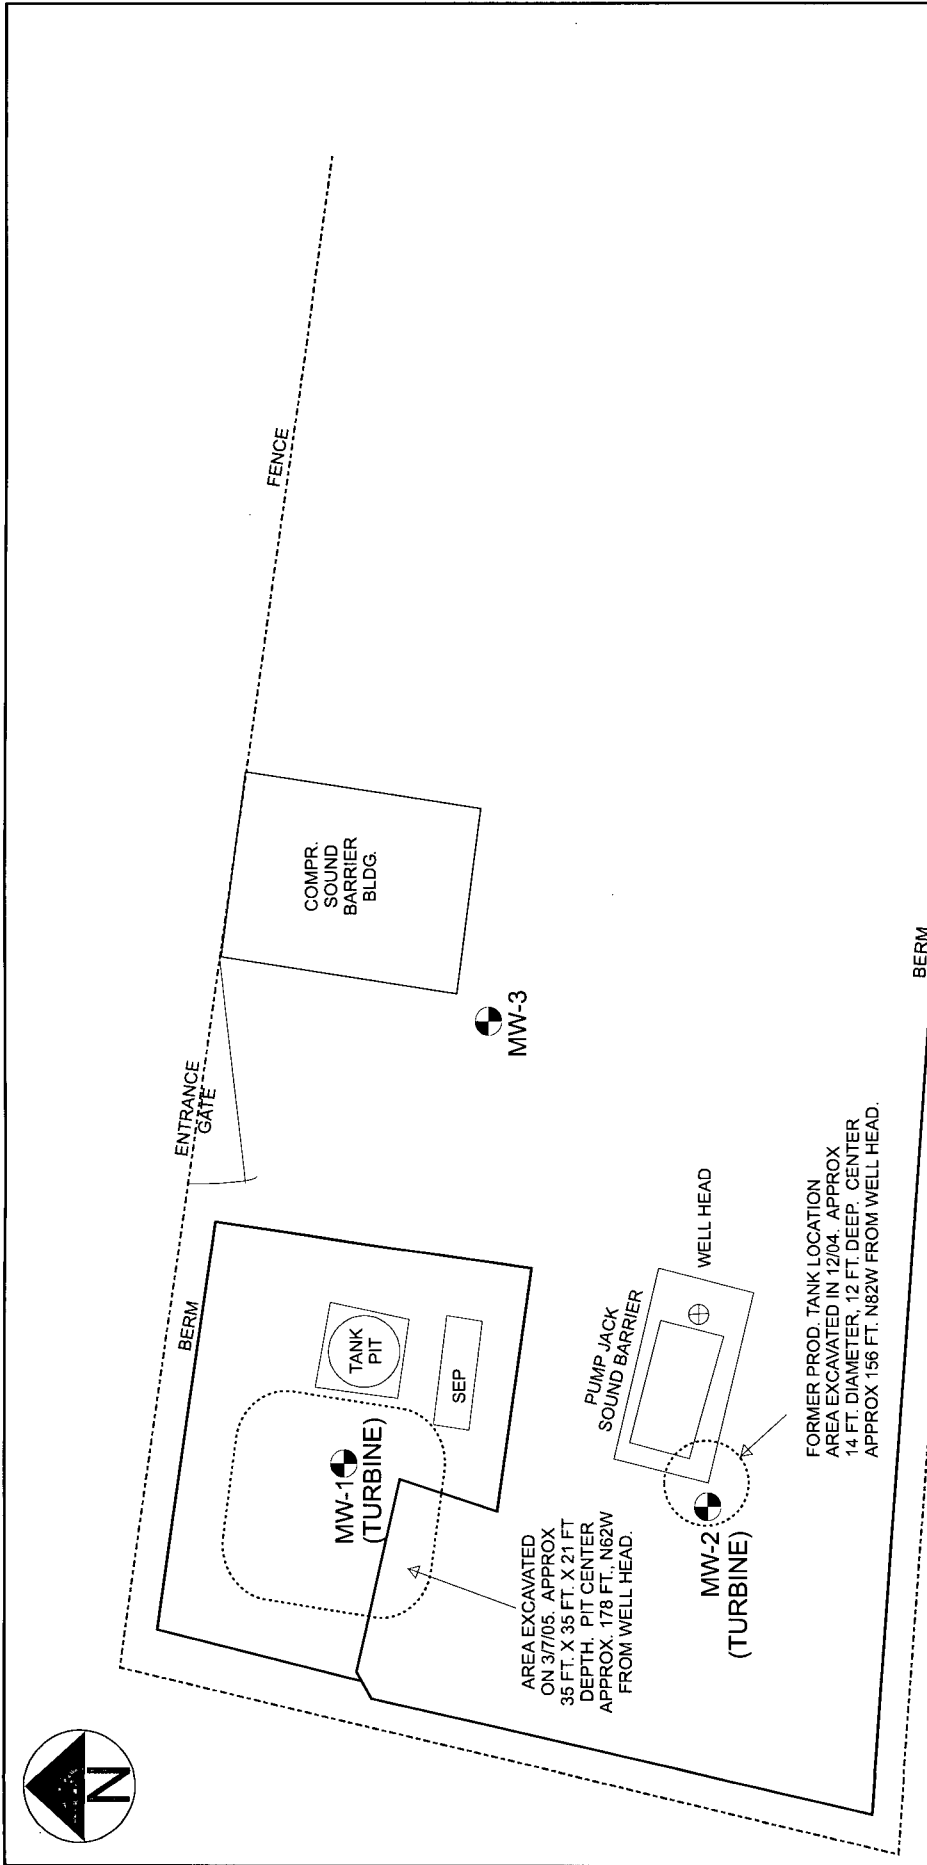 N
FENCE
ENTRANCE
GATE
BERM
COMPR.
SOUND
BARRIER
BLDG.
TANK
PIT
SEP
MW-1
(TURBINE)
MW-3
AREA EXCAVATED
ON 3/7/05. APPROX
35 FT. X 35 FT. X 21 FT
DEPTH. PIT CENTER
APPROX. 178 FT., N62W
FROM WELL HEAD.
PUMP JACK
SOUND BARRIER
WELL HEAD
MW-2
(TURBINE)
FORMER PROD. TANK LOCATION
AREA EXCAVATED IN 12/04. APPROX
14 FT. DIAMETER, 12 FT. DEEP. CENTER
APPROX 156 FT. N82W FROM WELL HEAD.
BERM